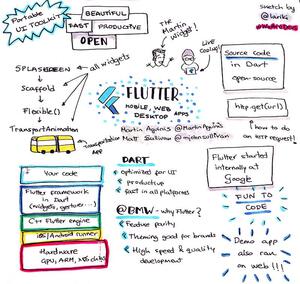 Portable
UI TOOLKIT
BEAUTIFUL
FAST
PRODUCTIVE
OPEN
The
Martin
Widget!
Live
coding!
sketch by
@lariki
Source code
in Dart
open-source
all widgets
SPLASHSCREEN
Scaffold
Flexible()
TransportAnimation
FLUTTER
MOBILE, WEB,
DESKTOP
APPS
Martin Aguinis @MartinAguinis
Matt Sullivan @mjohnsullivan
http.get(url)
how to do
an HTTP request!
Your code
Flutter framework
in Dart
(widgets, gestures...)
C++ Flutter engine
iOS/Android runner
Hardware
GPU, ARM,
DART
optimized for UI
productive
fast in all platforms
@BMW - why Flutter?
Feature parity
Theming good for brands
High speed & quality
development
Flutter started
internally at
Google
FUN TO
CODE
Demo app
also ran
on web!!!